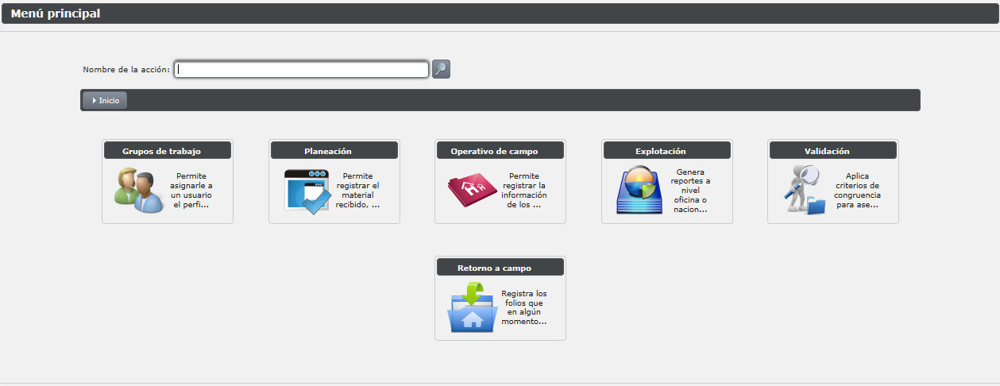 Menú principal
Nombre de la acción:
Inicio
Grupos de trabajo
Permite
asignarle a
un usuario
el perfi...
Planeación
Permite
registrar el
material
recibido, ...
Operativo de campo
Permite
registrar la
información
de los ...
Explotación
Genera
reportes a
nivel
oficina o
nacion...
Validación
Aplica
criterios de
congruencia
para ase...
Retorno a campo
Registra los
folios que
en algún
momento...